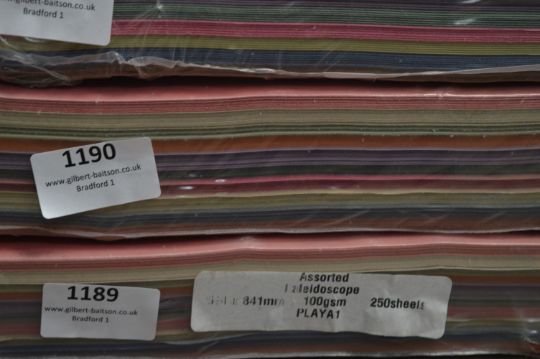 www.gilbert-baitson.co.uk
Bradford 1
1190
www.gilbert-baitson.co.uk
Bradford 1
1189
www.gilbert-baitson.co.uk
Bradford 1
Assorted
841mm 100gsm 250sheets
PLAYA1